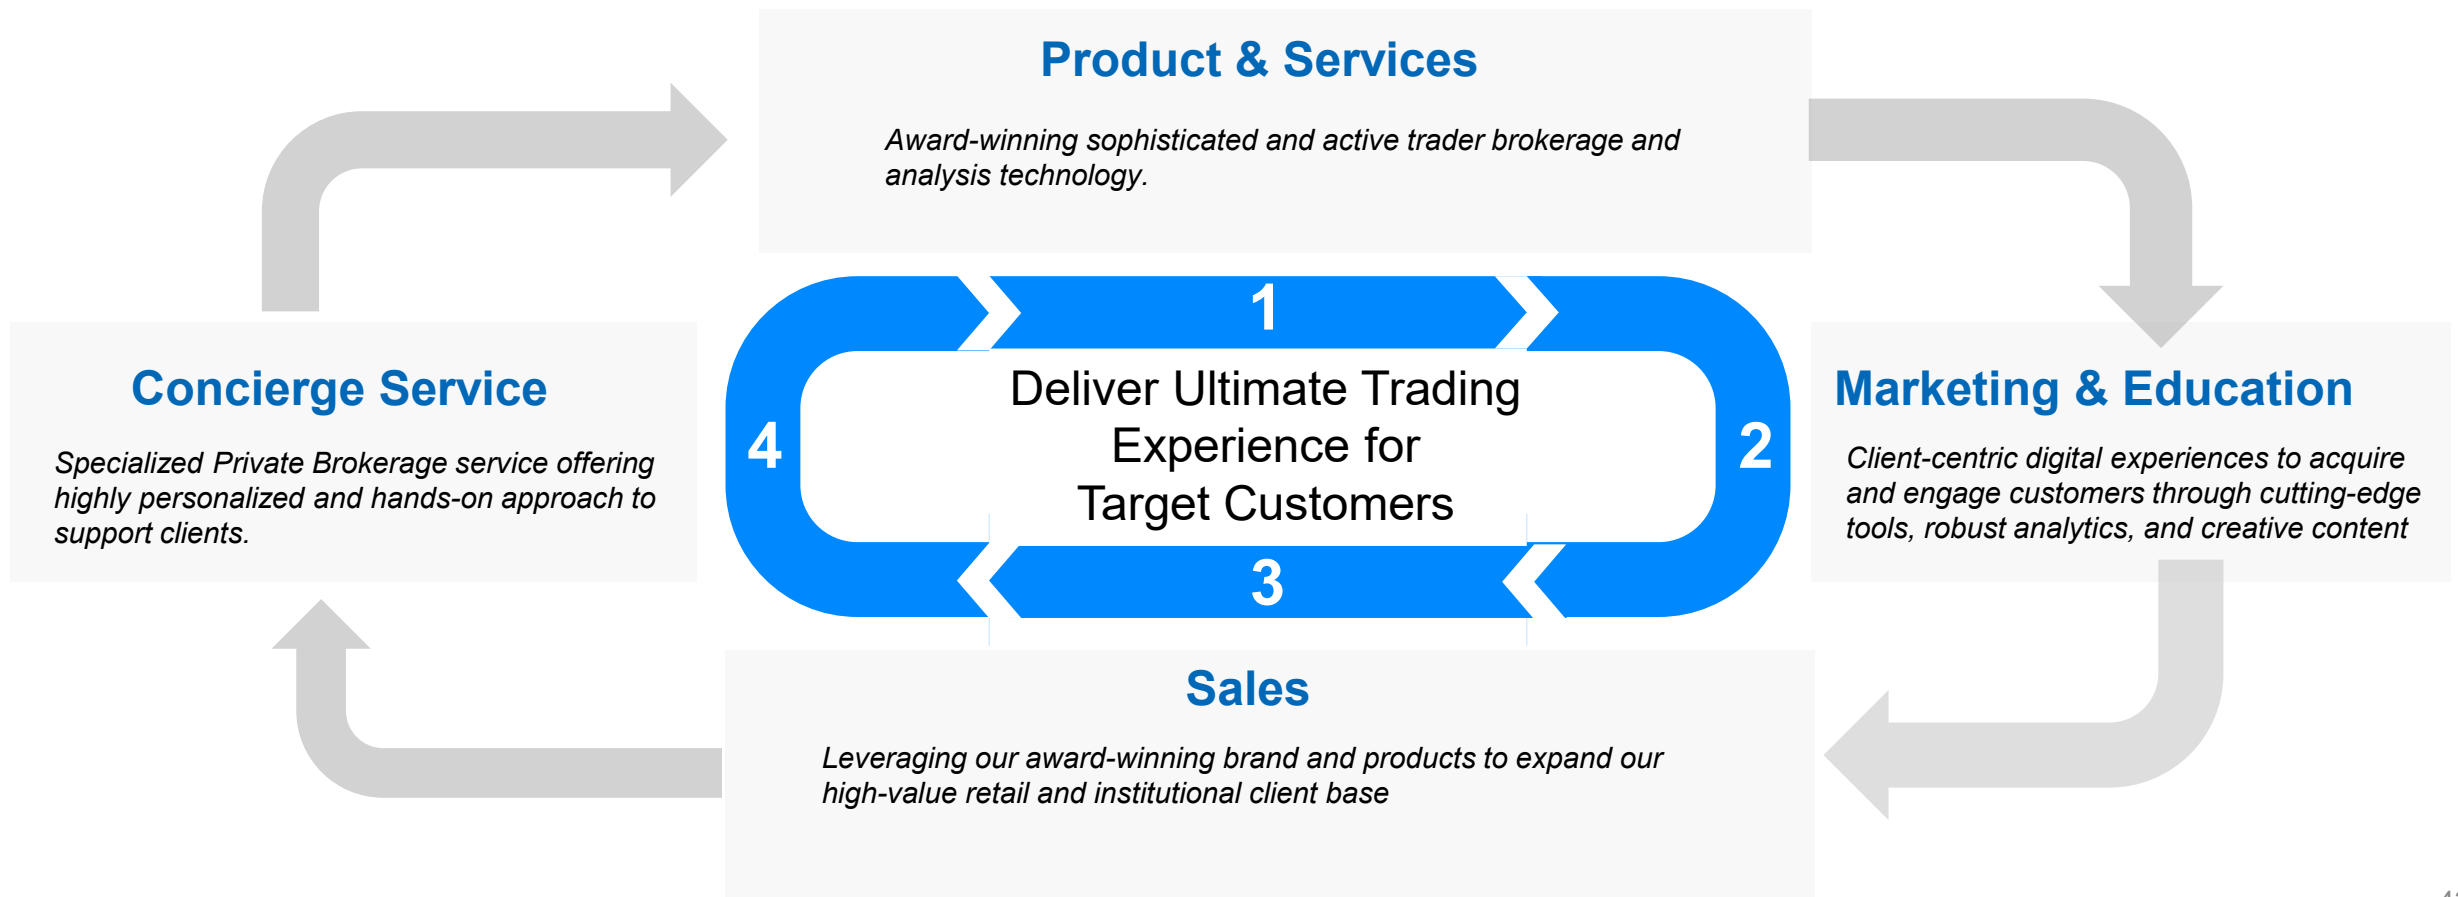 Product & Services
Award-winning sophisticated and active trader brokerage and
analysis technology.
1
Concierge Service
Specialized Private Brokerage service offering
highly personalized and hands-on approach to
support clients.
4
Deliver Ultimate Trading
Experience for
Target Customers
2
Marketing & Education
Client-centric digital experiences to acquire
and engage customers through cutting-edge
tools, robust analytics, and creative content
3
Sales
Leveraging our award-winning brand and products to expand our
high-value retail and institutional client base